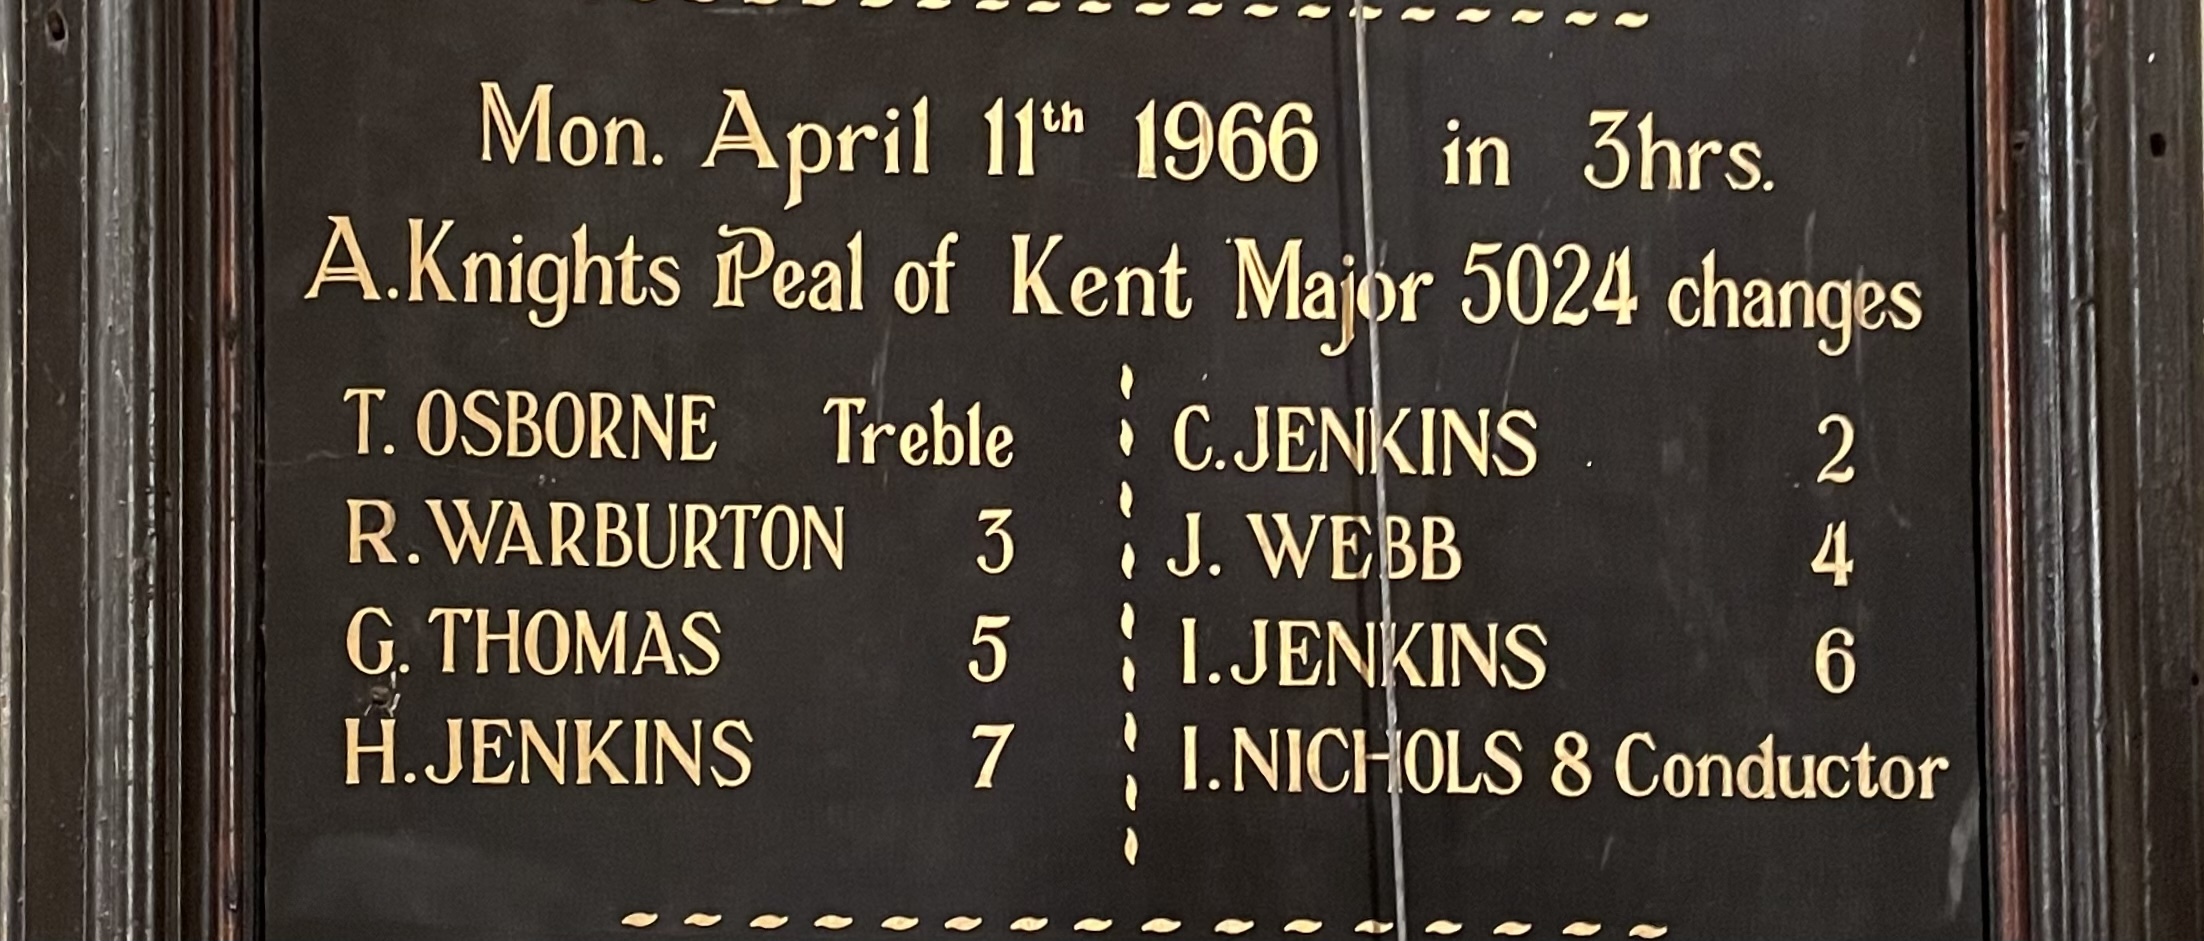 Mon. April 11th 1966 in 3hrs.
A. Knights Peal of Kent Major 5024 changes
T. OSBORNE Treble C. JENKINS 2
R. WARBURTON 3 J. WEBB 4
G. THOMAS 5 I. JENKINS 6
H. JENKINS 7 I. NICHOLS 8 Conductor